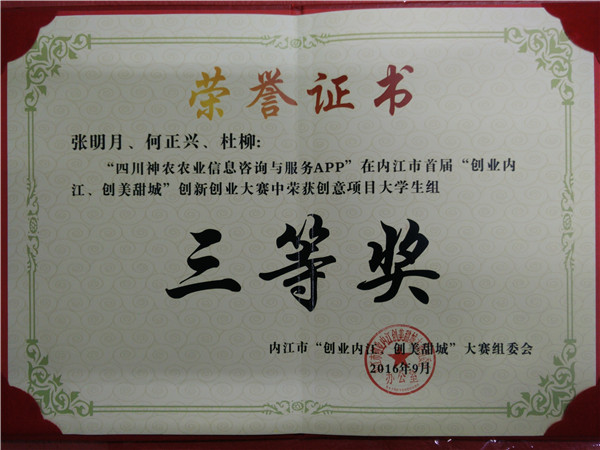 荣誉证书
张明月、何正兴、杜柳：
“四川神农农业信息咨询与服务APP”在内江市首届“创业内
江、创美甜城”创新创业大赛中荣获创意项目大学生组
三等奖
内江市“创业内江、创美甜城”大赛组委会
2016年9月
办公室